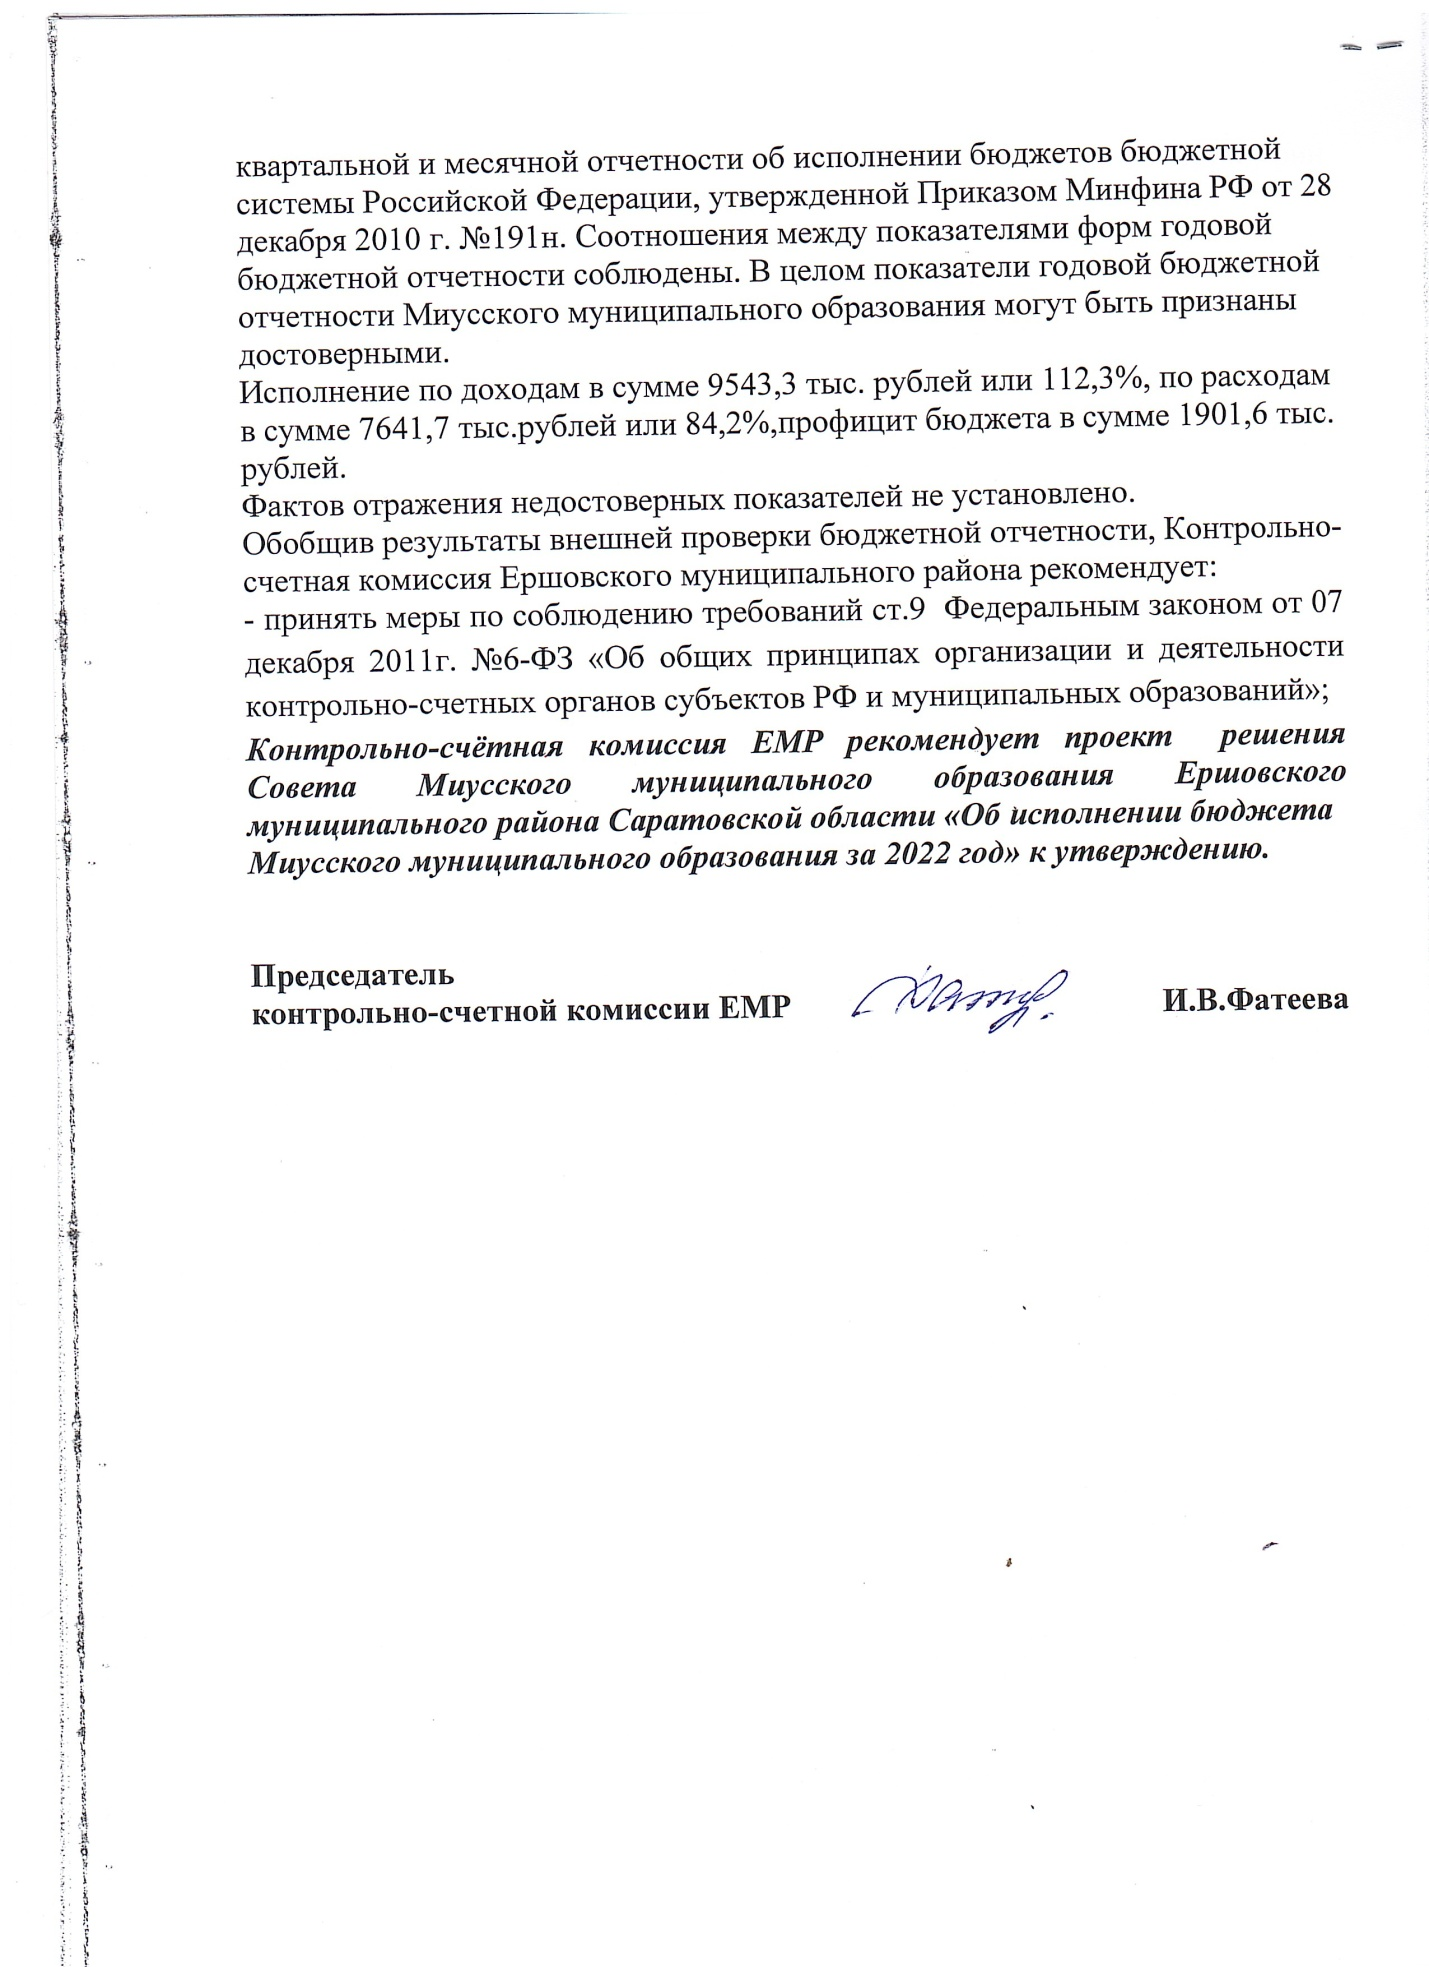 квартальной и месячной отчетности об исполнении бюджетов бюджетной
системы Российской Федерации, утвержденной Приказом Минфина РФ от 28
декабря 2010 г. №191н. Соотношения между показателями форм годовой
бюджетной отчетности соблюдены. В целом показатели годовой бюджетной
отчетности Миусского муниципального образования могут быть признаны
достоверными.
Исполнение по доходам в сумме 9543,3 тыс. рублей или 112,3%, по расходам
в сумме 7641,7 тыс.рублей или 84,2%,профицит бюджета в сумме 1901,6 тыс.
рублей.
Фактов отражения недостоверных показателей не установлено.
Обобщив результаты внешней проверки бюджетной отчетности, Контрольно-
счетная комиссия Ершовского муниципального района рекомендует:
- принять меры по соблюдению требований ст.9 Федеральным законом от 07
декабря 2011г. №6-ФЗ «Об общих принципах организации и деятельности
контрольно-счетных органов субъектов РФ и муниципальных образований»;
Контрольно-счётная комиссия ЕМР рекомендует проект решения
Совета Миусского муниципального образования Ершовского
муниципального района Саратовской области «Об исполнении бюджета
Миусского муниципального образования за 2022 год» к утверждению.
Председатель
контрольно-счетной комиссии ЕМР И.В.Фатеева